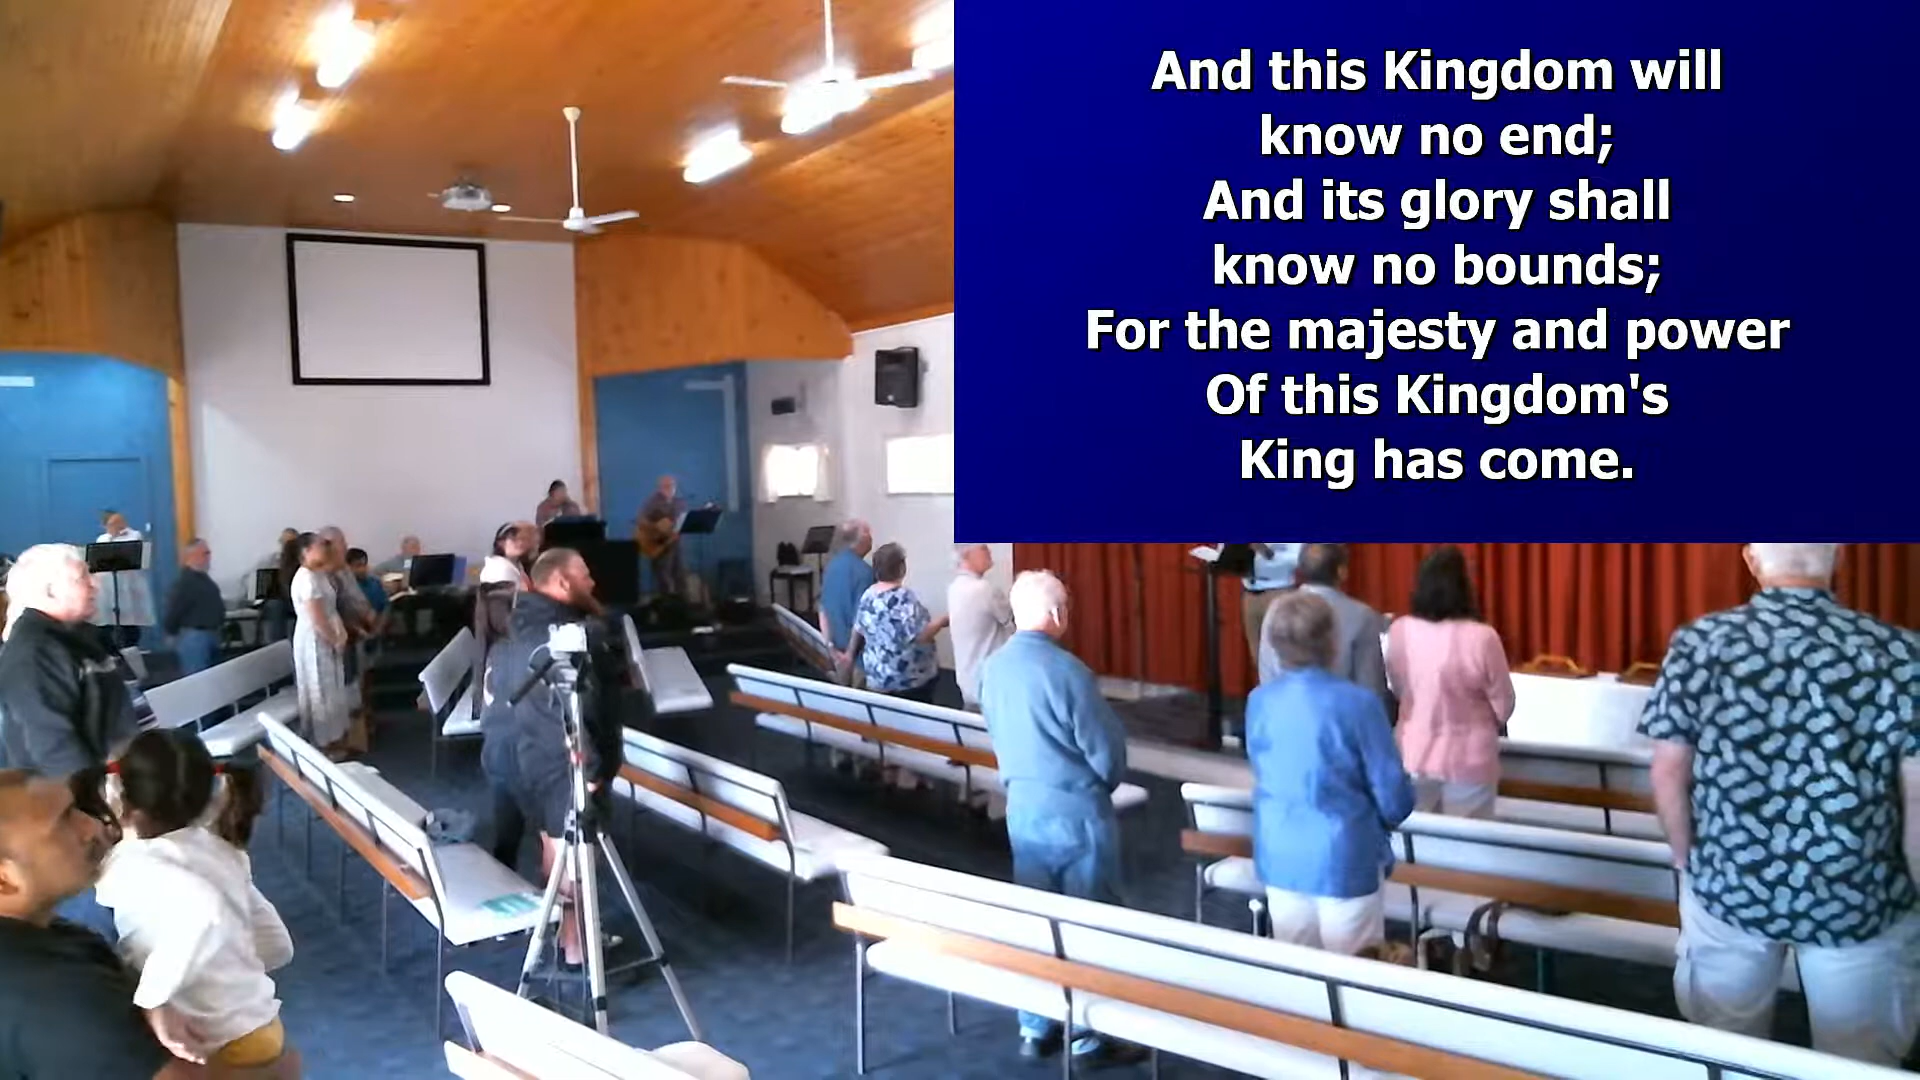 And this Kingdom will
know no end;
And its glory shall
know no bounds;
For the majesty and power
Of this Kingdom's
King has come.